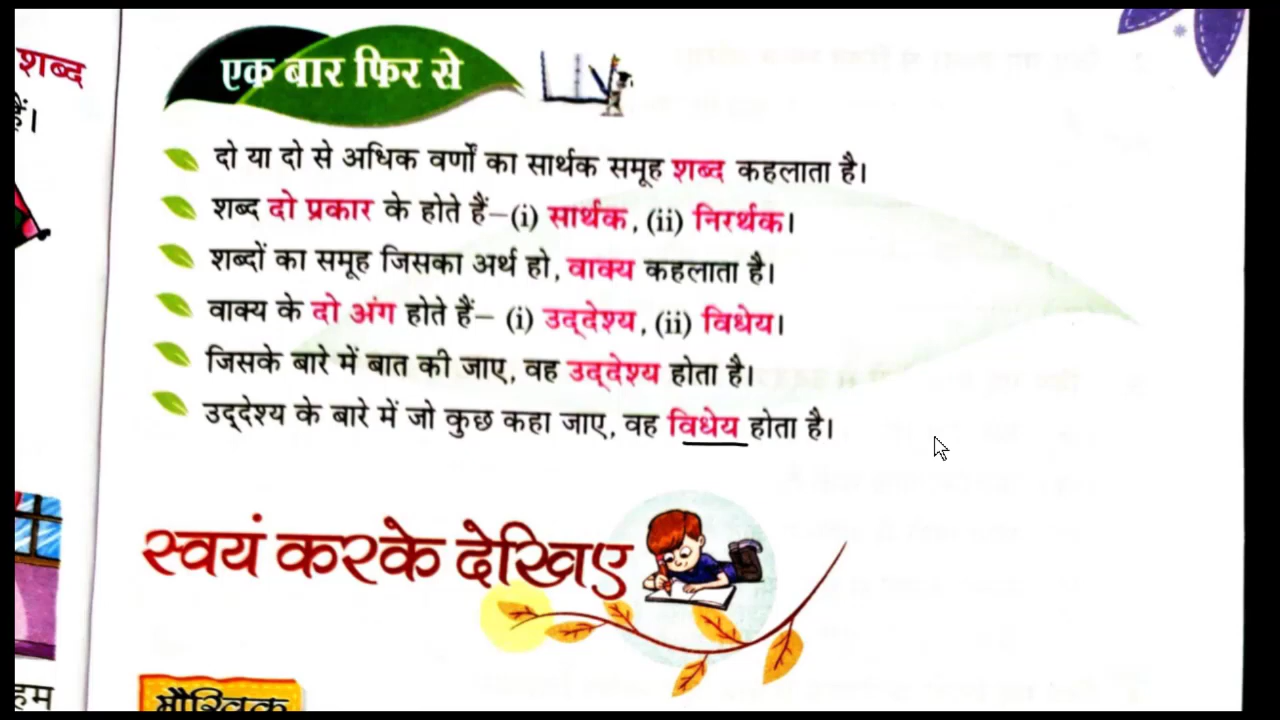 शब्द
हैं।
एक बार फिर से
दो या दो से अधिक वर्णों का सार्थक समूह शब्द कहलाता है।
शब्द दो प्रकार के होते हैं–(i) सार्थक, (ii) निरर्थक।
शब्दों का समूह जिसका अर्थ हो, वाक्य कहलाता है।
वाक्य के दो अंग होते हैं– (i) उद्देश्य, (ii) विधेय।
जिसके बारे में बात की जाए, वह उद्देश्य होता है।
उद्देश्य के बारे में जो कुछ कहा जाए, वह विधेय होता है।
स्वयं करके देखिए
हम
मौखिक